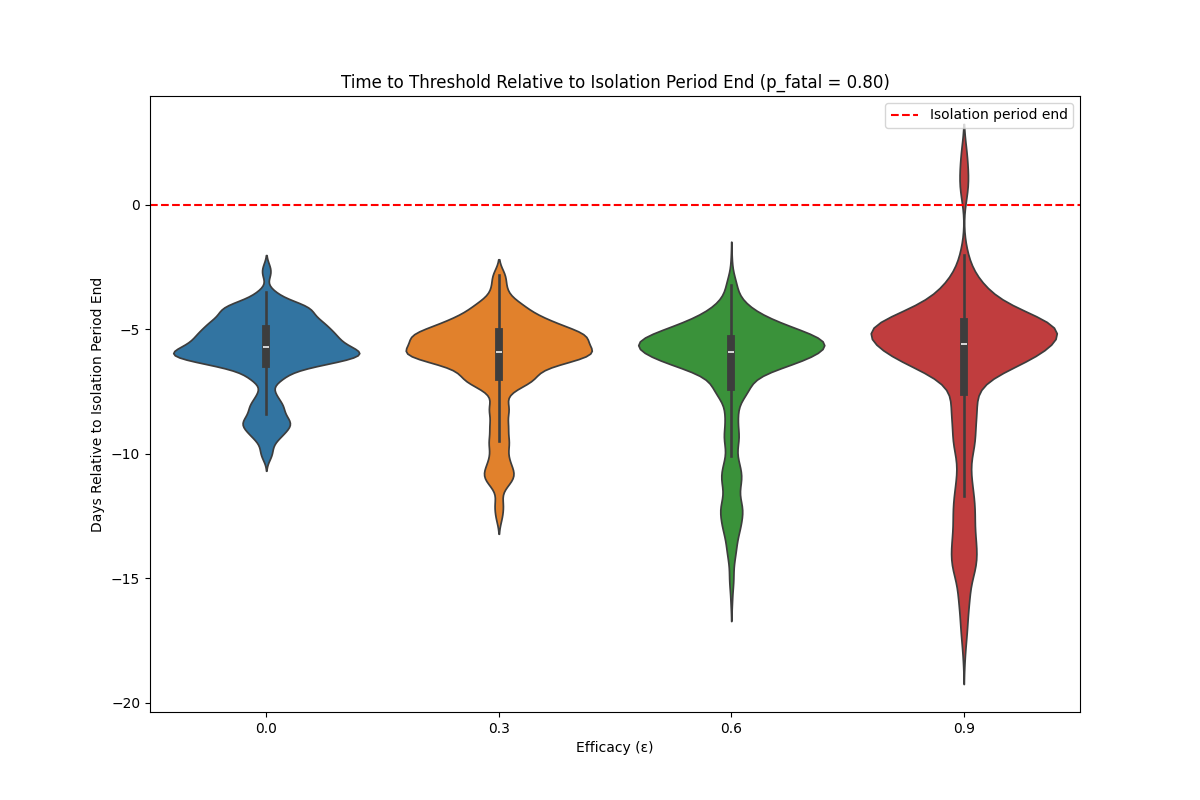 Time to Threshold Relative to Isolation Period End (p_fatal = 0.80)
Isolation period end
Days Relative to Isolation Period End
0
−5
−10
−15
−20
0.0 0.3 0.6 0.9
Efficacy (ε)